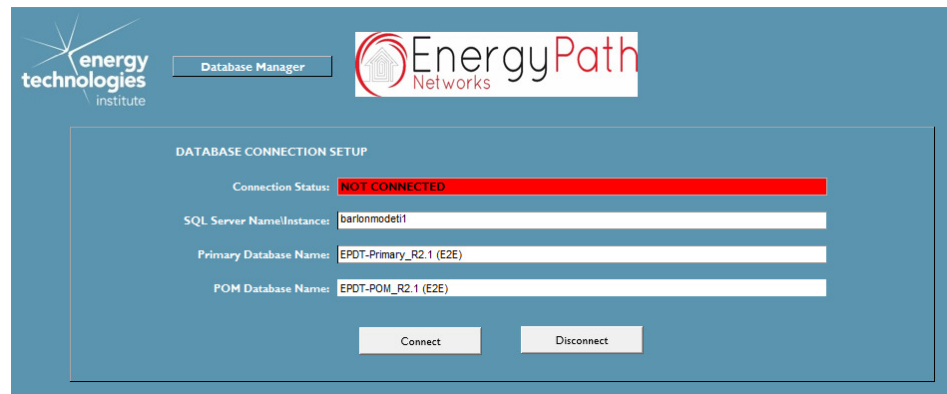 energy
technologies
institute
Database Manager
EnergyPath
Networks
DATABASE CONNECTION SETUP
Connection Status: NOT CONNECTED
SQL Server Name\Instance: barlonmodeti1
Primary Database Name: EPDT-Primary_R2.1 (E2E)
POM Database Name: EPDT-POM_R2.1 (E2E)
Connect Disconnect